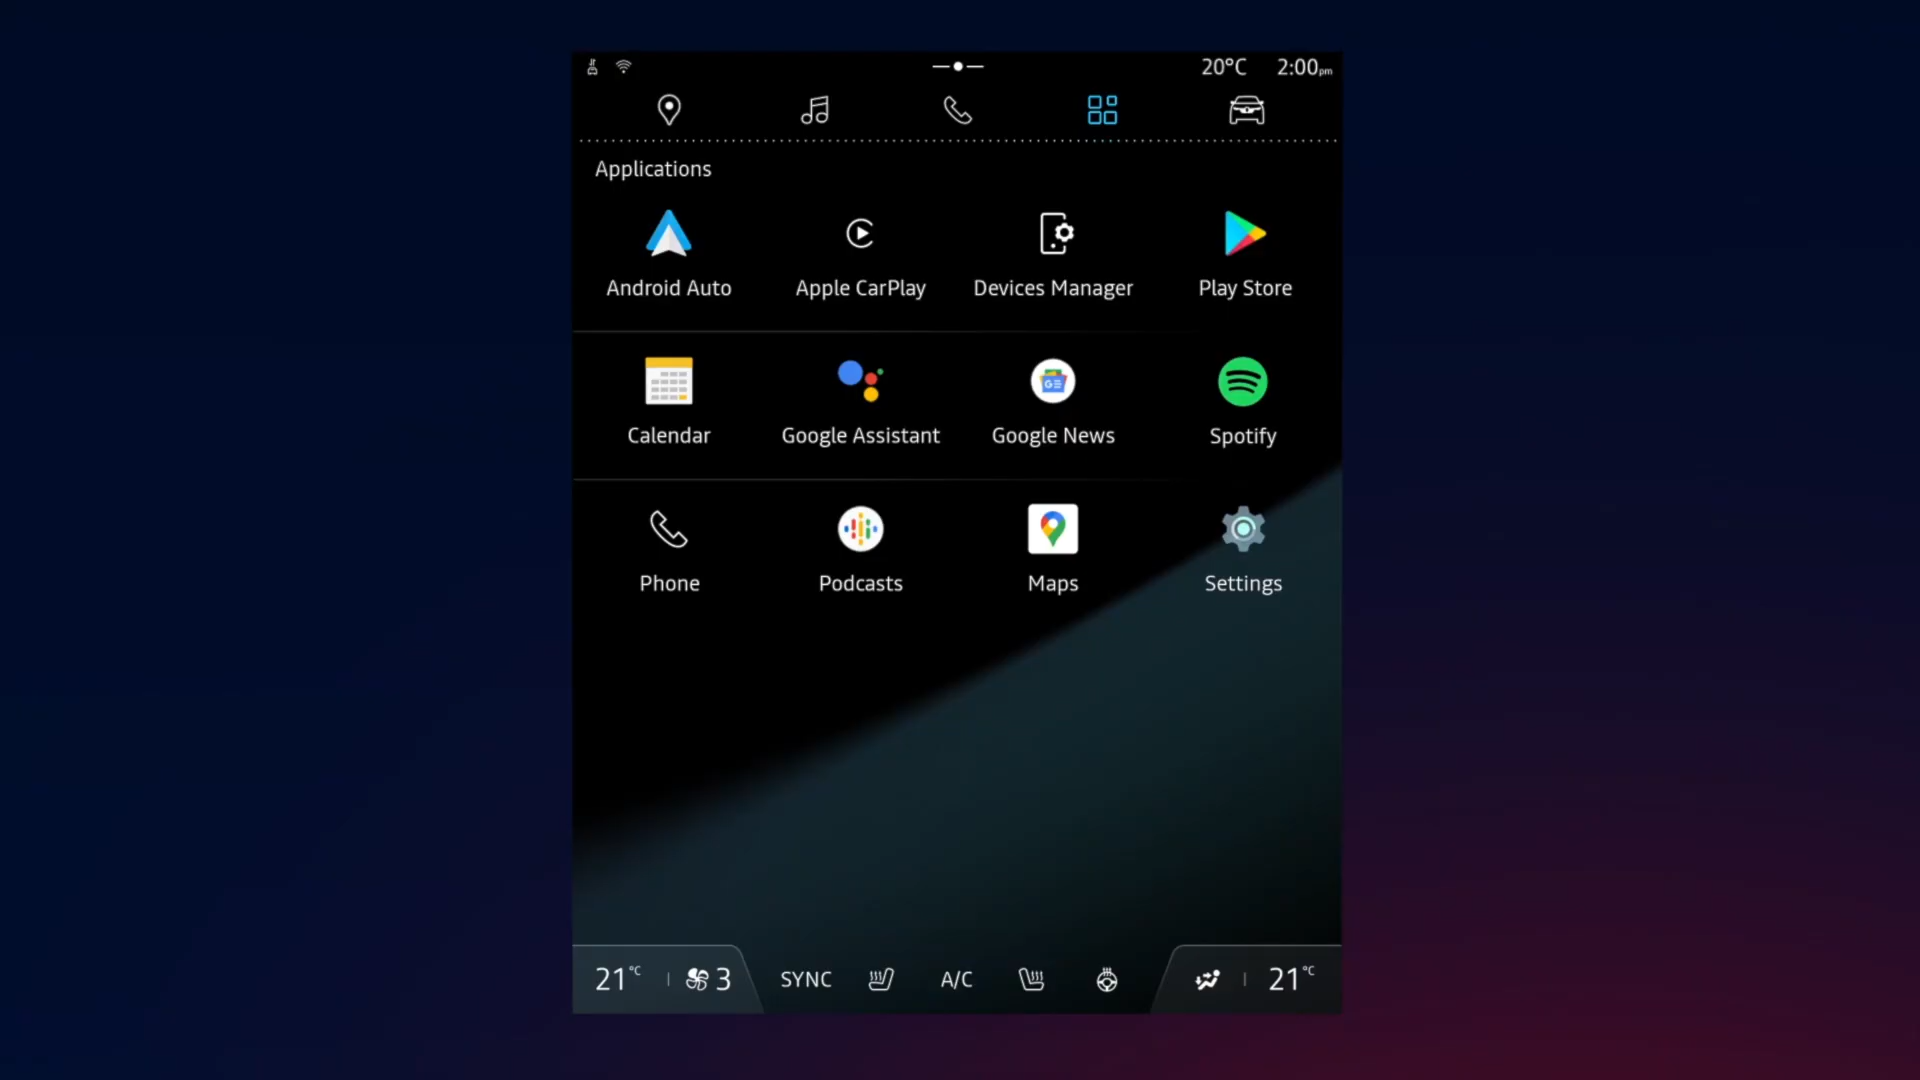 20°C 2:00pm
Applications
Android Auto Apple CarPlay Devices Manager Play Store
Calendar Google Assistant Google News Spotify
Phone Podcasts Maps Settings
21°C 3 SYNC A/C 21°C